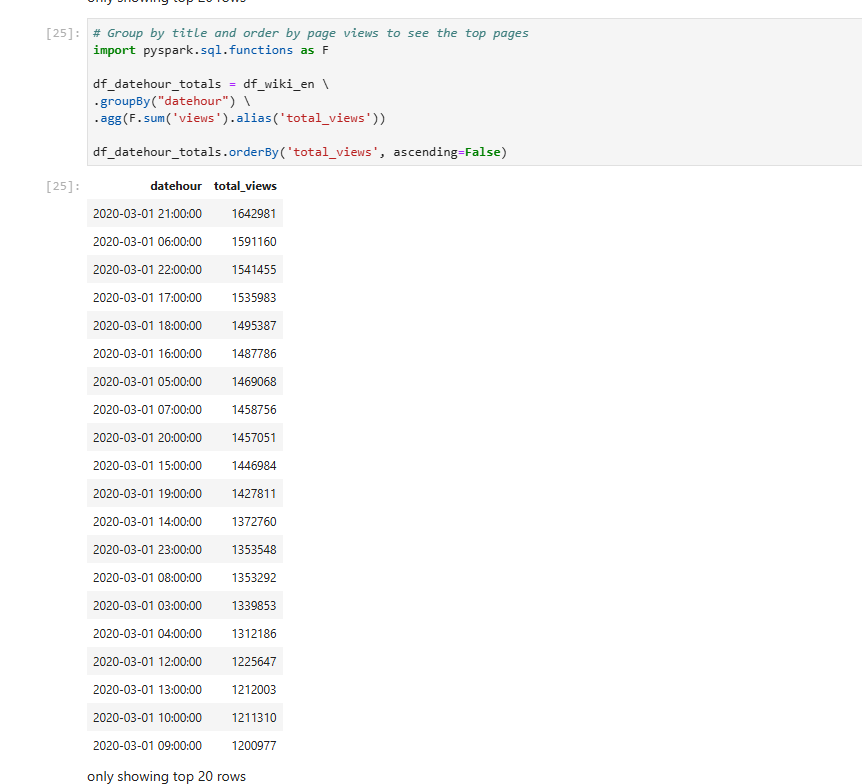 only showing top 20 rows
[25]: # Group by title and order by page views to see the top pages
import pyspark.sql.functions as F
df_datehour_totals = df_wiki_en \
.groupBy("datehour") \
.agg(F.sum('views').alias('total_views'))
df_datehour_totals.orderBy('total_views', ascending=False)
[25]: datehour total_views
2020-03-01 21:00:00 1642981
2020-03-01 06:00:00 1591160
2020-03-01 22:00:00 1541455
2020-03-01 17:00:00 1535983
2020-03-01 18:00:00 1495387
2020-03-01 16:00:00 1487786
2020-03-01 05:00:00 1469068
2020-03-01 07:00:00 1458756
2020-03-01 20:00:00 1457051
2020-03-01 15:00:00 1446984
2020-03-01 19:00:00 1427811
2020-03-01 14:00:00 1372760
2020-03-01 23:00:00 1353548
2020-03-01 08:00:00 1353292
2020-03-01 03:00:00 1339853
2020-03-01 04:00:00 1312186
2020-03-01 12:00:00 1225647
2020-03-01 13:00:00 1212003
2020-03-01 10:00:00 1211310
2020-03-01 09:00:00 1200977
only showing top 20 rows